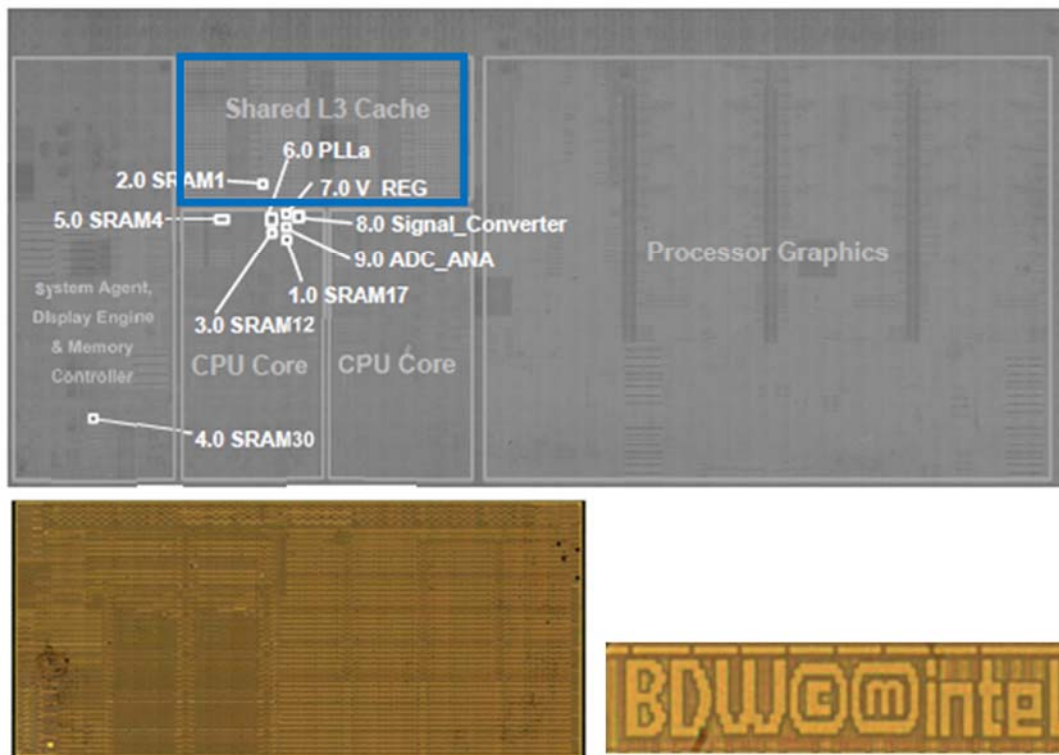 Shared L3 Cache
6.0 PLLa
2.0 SRAM1
7.0 V_REG
5.0 SRAM4
8.0 Signal_Converter
9.0 ADC_ANA
1.0 SRAM17
3.0 SRAM12
4.0 SRAM30
System Agent,
Display Engine
& Memory
Controller
CPU Core
CPU Core
Processor Graphics
BDWⓒⓜintel